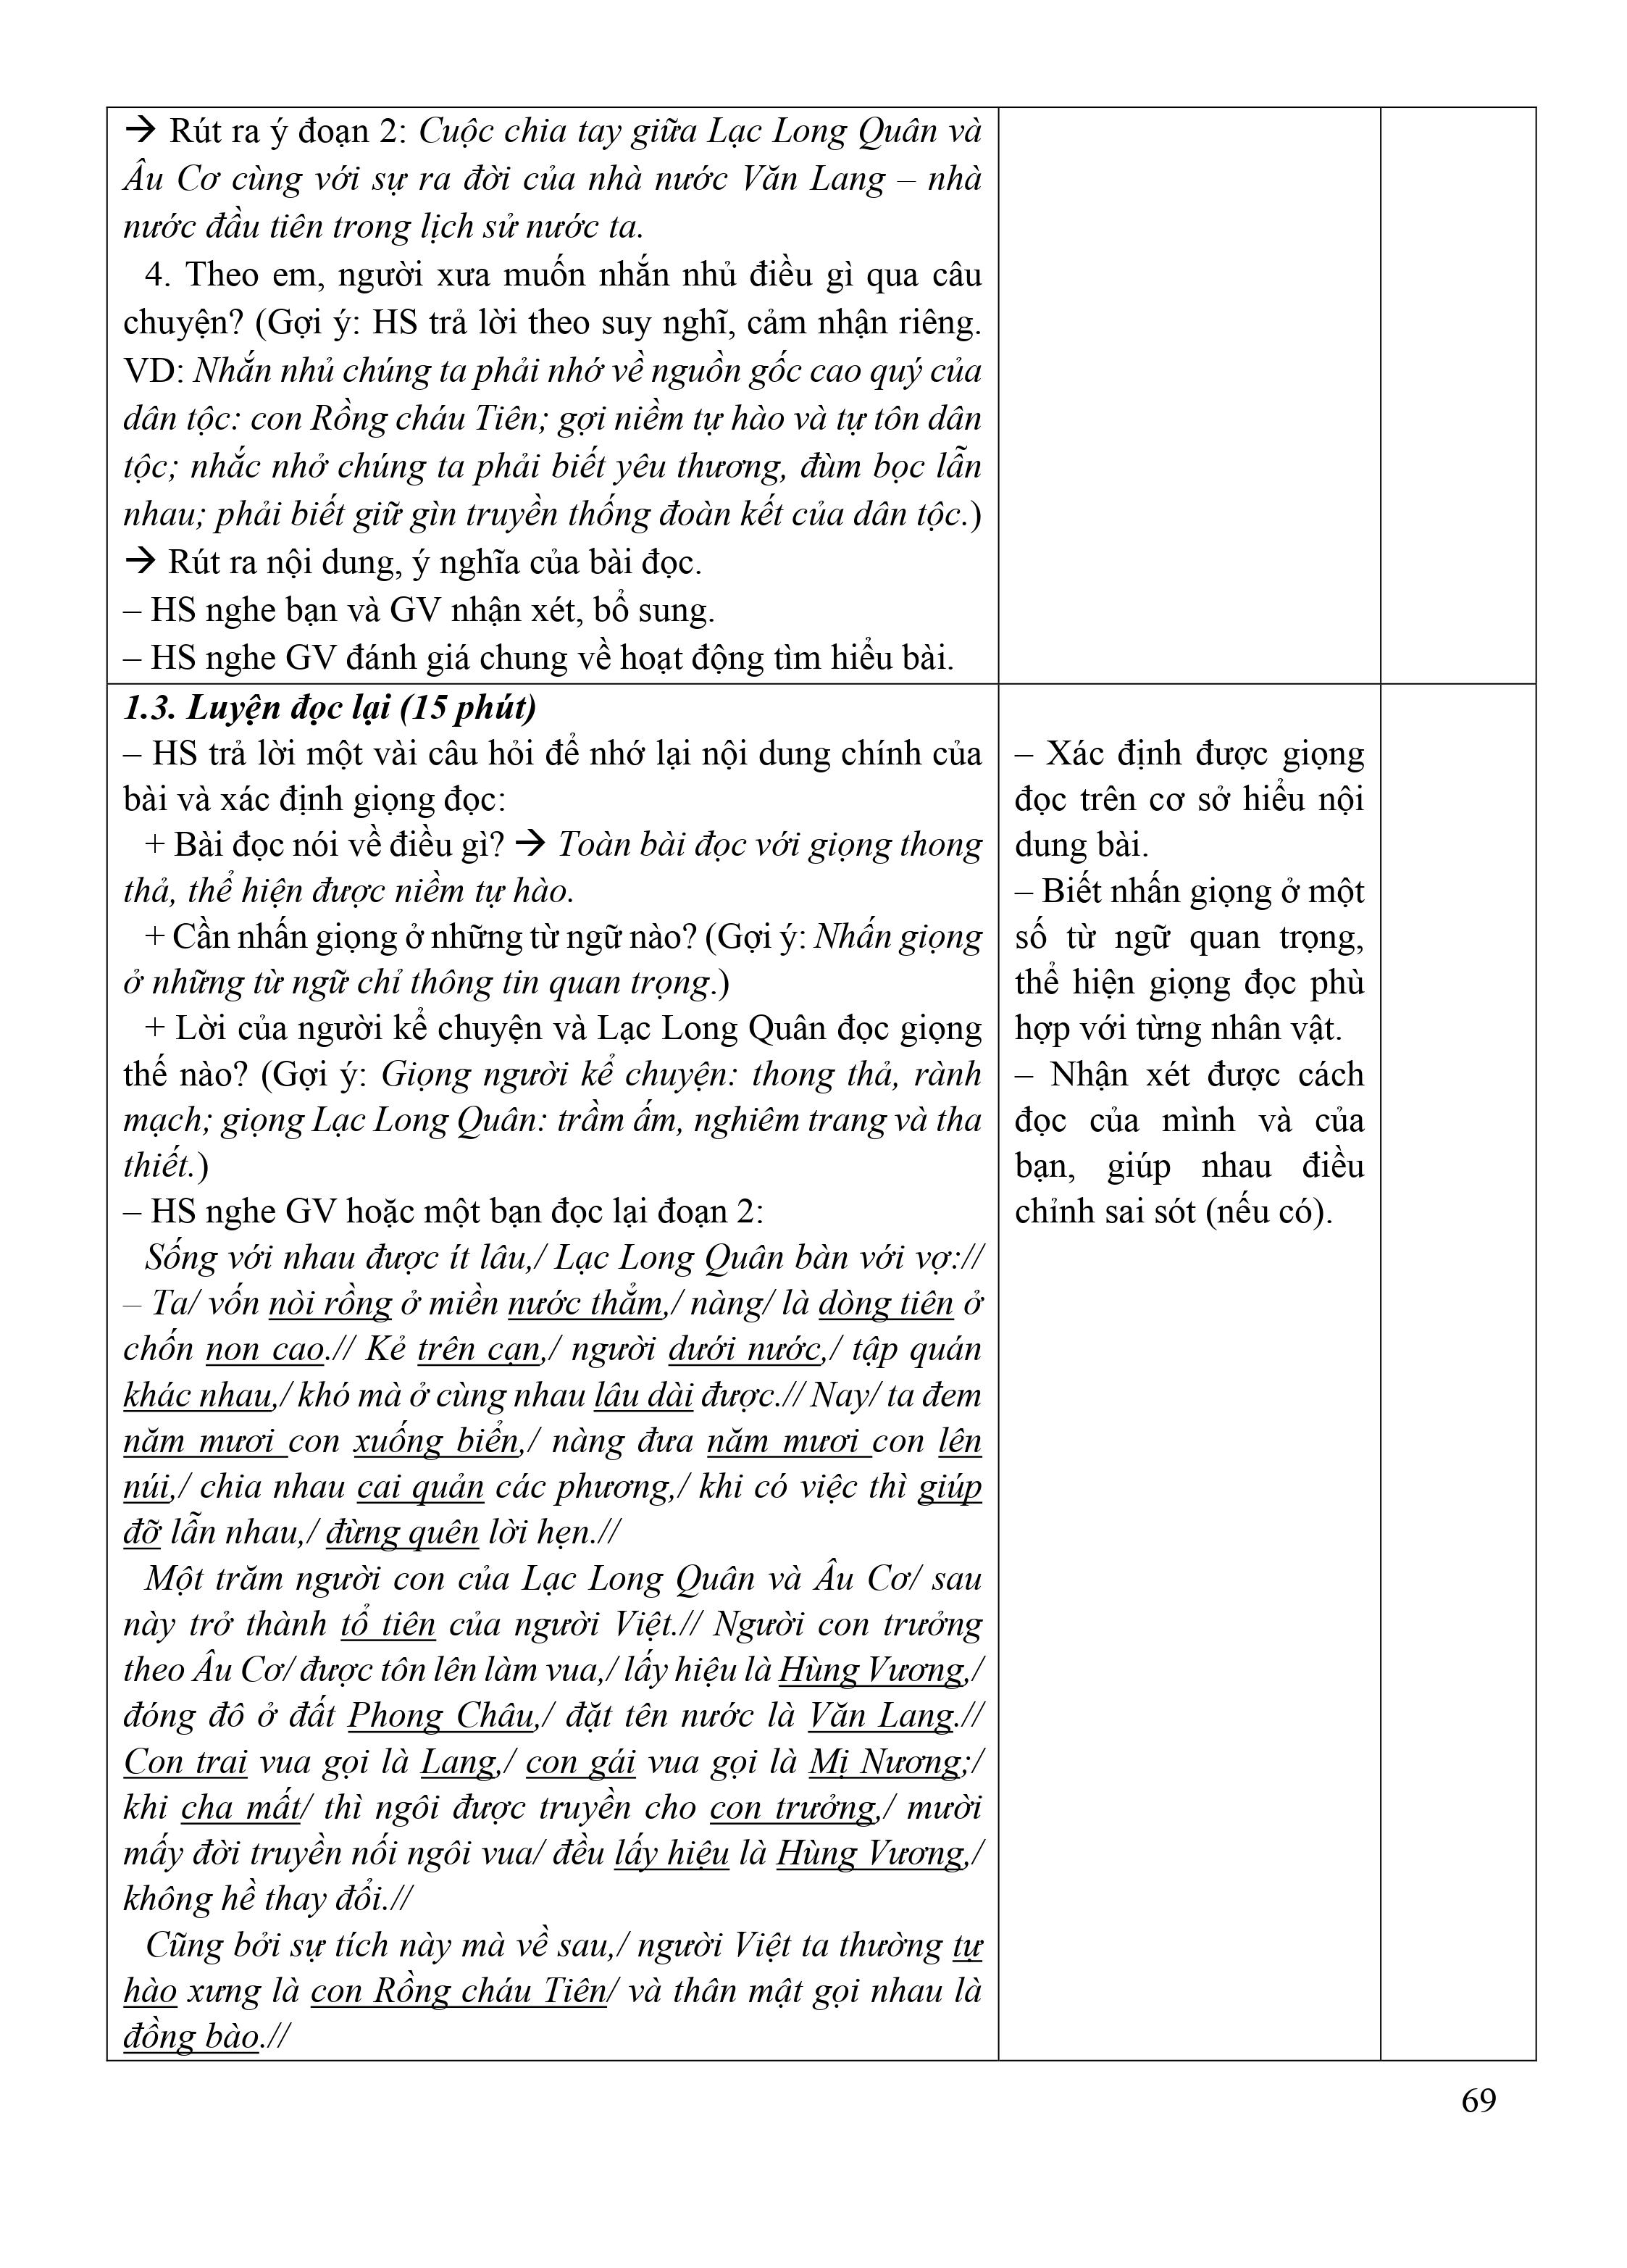 → Rút ra ý đoạn 2: Cuộc chia tay giữa Lạc Long Quân và
Âu Cơ cùng với sự ra đời của nhà nước Văn Lang – nhà
nước đầu tiên trong lịch sử nước ta.
4. Theo em, người xưa muốn nhắn nhủ điều gì qua câu
chuyện? (Gợi ý: HS trả lời theo suy nghĩ, cảm nhận riêng.
VD: Nhắn nhủ chúng ta phải nhớ về nguồn gốc cao quý của
dân tộc: con Rồng cháu Tiên; gợi niềm tự hào và tự tôn dân
tộc; nhắc nhở chúng ta phải biết yêu thương, đùm bọc lẫn
nhau; phải biết giữ gìn truyền thống đoàn kết của dân tộc.)
→ Rút ra nội dung, ý nghĩa của bài đọc.
– HS nghe bạn và GV nhận xét, bổ sung.
– HS nghe GV đánh giá chung về hoạt động tìm hiểu bài.
1.3. Luyện đọc lại (15 phút)
– HS trả lời một vài câu hỏi để nhớ lại nội dung chính của
bài và xác định giọng đọc:
+ Bài đọc nói về điều gì? → Toàn bài đọc với giọng thong
thả, thể hiện được niềm tự hào.
+ Cần nhấn giọng ở những từ ngữ nào? (Gợi ý: Nhấn giọng
ở những từ ngữ chỉ thông tin quan trọng.)
+ Lời của người kể chuyện và Lạc Long Quân đọc giọng
thế nào? (Gợi ý: Giọng người kể chuyện: thong thả, rành
mạch; giọng Lạc Long Quân: trầm ấm, nghiêm trang và tha
thiết.)
– HS nghe GV hoặc một bạn đọc lại đoạn 2:
Sống với nhau được ít lâu,/ Lạc Long Quân bàn với vợ://
– Ta/ vốn nòi rồng ở miền nước thẳm,/ nàng/ là dòng tiên ở
chốn non cao.// Kẻ trên cạn,/ người dưới nước,/ tập quán
khác nhau,/ khó mà ở cùng nhau lâu dài được.// Nay/ ta đem
năm mươi con xuống biển,/ nàng đưa năm mươi con lên
núi,/ chia nhau cai quản các phương,/ khi có việc thì giúp
đỡ lẫn nhau,/ đừng quên lời hẹn.//
Một trăm người con của Lạc Long Quân và Âu Cơ/ sau
này trở thành tổ tiên của người Việt.// Người con trưởng
theo Âu Cơ/ được tôn lên làm vua,/ lấy hiệu là Hùng Vương,/
đóng đô ở đất Phong Châu,/ đặt tên nước là Văn Lang.//
Con trai vua gọi là Lang,/ con gái vua gọi là Mị Nương;/
khi cha mất/ thì ngôi được truyền cho con trưởng,/ mười
mấy đời truyền nối ngôi vua/ đều lấy hiệu là Hùng Vương,/
không hề thay đổi.//
Cũng bởi sự tích này mà về sau,/ người Việt ta thường tự
hào xưng là con Rồng cháu Tiên/ và thân mật gọi nhau là
đồng bào.//
– Xác định được giọng
đọc trên cơ sở hiểu nội
dung bài.
– Biết nhấn giọng ở một
số từ ngữ quan trọng,
thể hiện giọng đọc phù
hợp với từng nhân vật.
– Nhận xét được cách
đọc của mình và của
bạn, giúp nhau điều
chỉnh sai sót (nếu có).
69